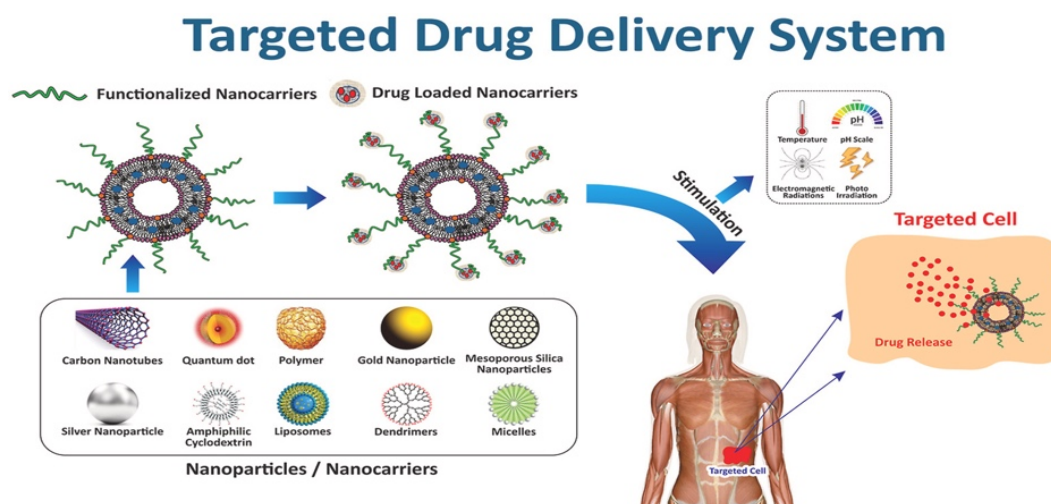 Targeted Drug Delivery System
Functionalized Nanocarriers
Drug Loaded Nanocarriers
Temperature
pH
pH Scale
Electromagnetic
Radiations
Photo
Irradiation
Stimulation
Targeted Cell
Drug Release
Carbon Nanotubes
Quantum dot
Polymer
Gold Nanoparticle
Mesoporous Silica
Nanoparticles
Silver Nanoparticle
Amphiphilic
Cyclodextrin
Liposomes
Dendrimers
Micelles
Nanoparticles / Nanocarriers
Targeted Cell